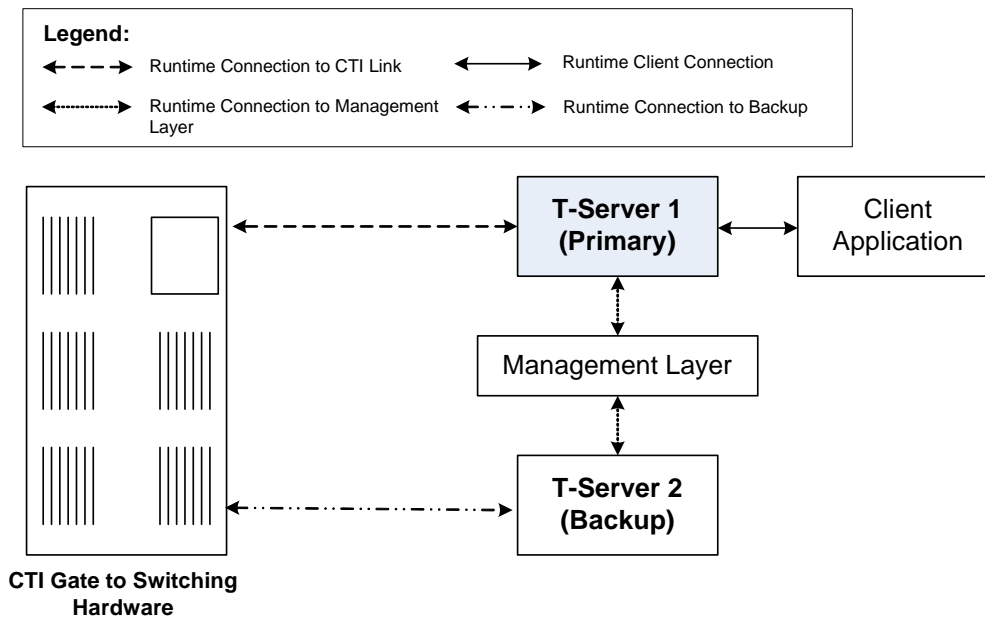 Legend:
Runtime Connection to CTI Link
Runtime Client Connection
Runtime Connection to Management
Layer
Runtime Connection to Backup
T-Server 1
(Primary)
Client
Application
Management Layer
T-Server 2
(Backup)
CTI Gate to Switching
Hardware